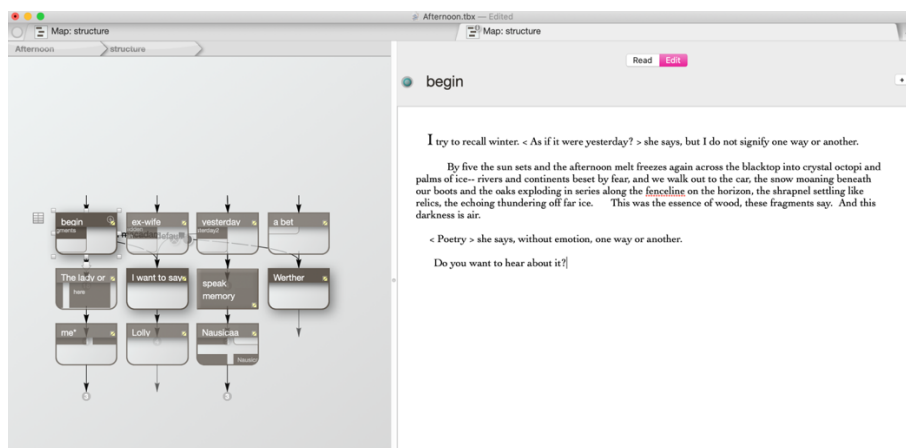 Afternoon.tbx — Edited
Map: structure
Map: structure
Afternoon
structure
Read
Edit
begin
I try to recall winter. < As if it were yesterday? > she says, but I do not signify one way or another.
By five the sun sets and the afternoon melt freezes again across the blacktop into crystal octopi and
palms of ice-- rivers and continents beset by fear, and we walk out to the car, the snow moaning beneath
our boots and the oaks exploding in series along the fenceline on the horizon, the shrapnel settling like
relics, the echoing thundering off far ice. This was the essence of wood, these fragments say. And this
darkness is air.
< Poetry > she says, without emotion, one way or another.
Do you want to hear about it?
begin
ex-wife
yesterday
a bet
gments
sterday2
The lady or
here
I want to say
speak
memory
Werther
me*
Lolly
Nausicaa
Nausica